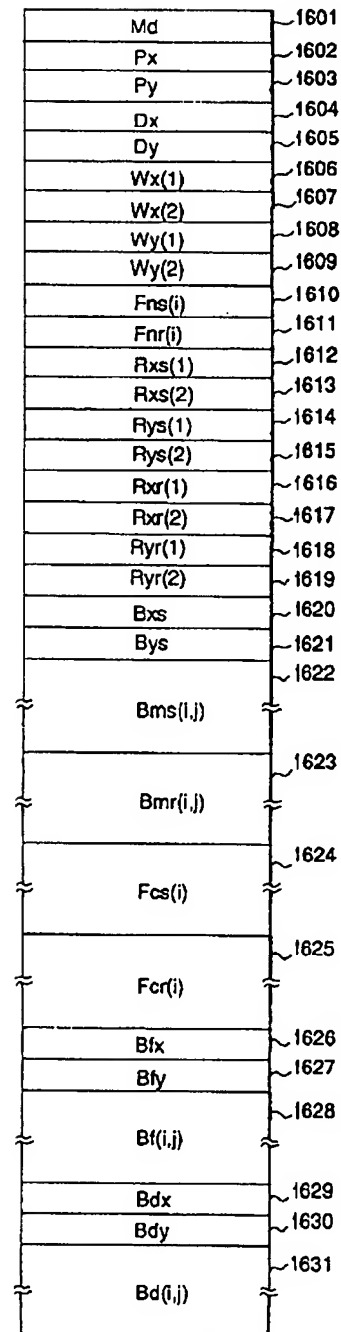 Md 1601
Px 1602
Py 1603
Dx 1604
Dy 1605
Wx(1) 1606
Wx(2) 1607
Wy(1) 1608
Wy(2) 1609
Fns(i) 1610
Fnr(i) 1611
Rxs(1) 1612
Rxs(2) 1613
Rys(1) 1614
Rys(2) 1615
Rxr(1) 1616
Rxr(2) 1617
Ryr(1) 1618
Ryr(2) 1619
Bxs 1620
Bys 1621
Bms(i,j) 1622
Bmr(i,j) 1623
Fcs(i) 1624
Fcr(i) 1625
Bfx 1626
Bfy 1627
Bf(i,j) 1628
Bdx 1629
Bdy 1630
Bd(i,j) 1631